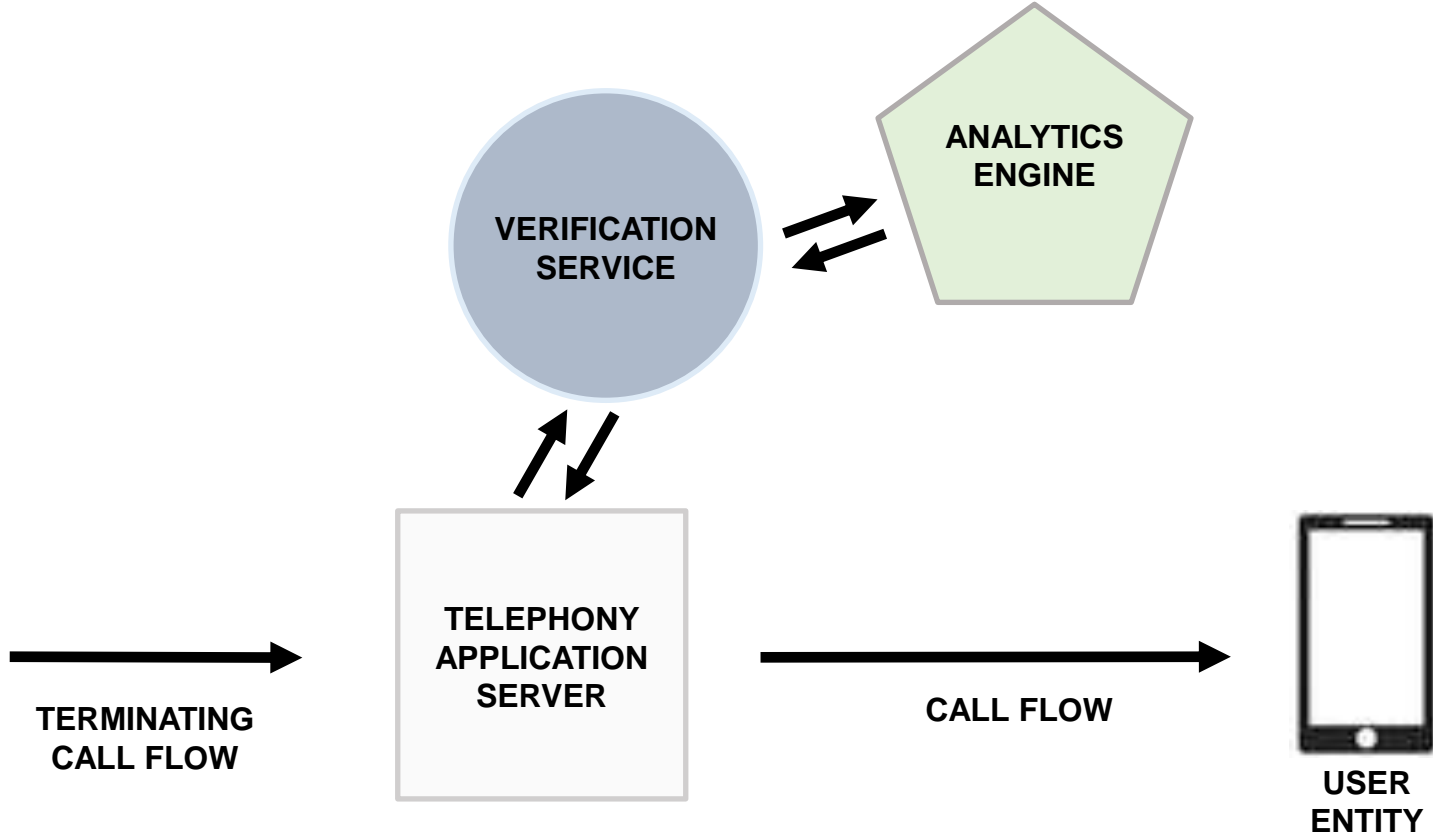 ANALYTICS
ENGINE
VERIFICATION
SERVICE
TELEPHONY
APPLICATION
SERVER
TERMINATING
CALL FLOW
CALL FLOW
USER
ENTITY